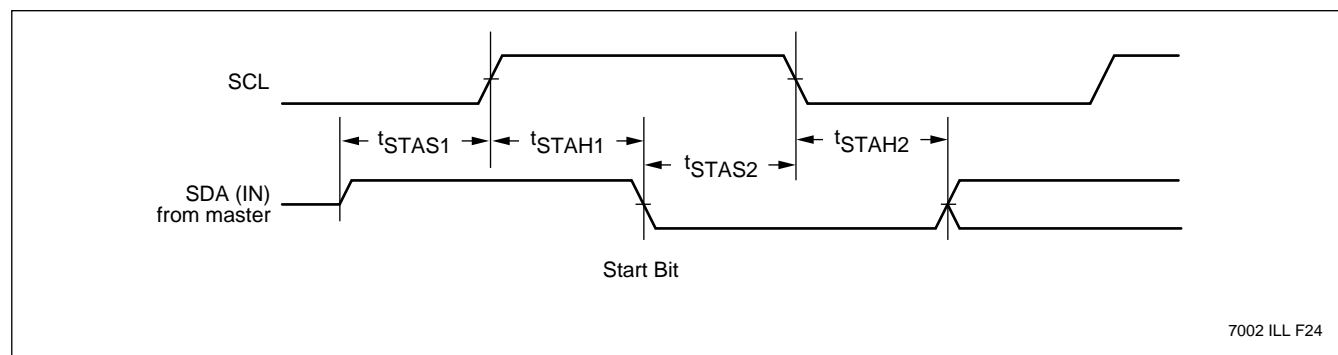 SCL
tSTAS1
tSTAH1
tSTAS2
tSTAH2
SDA (IN)
from master
Start Bit
7002 ILL F24